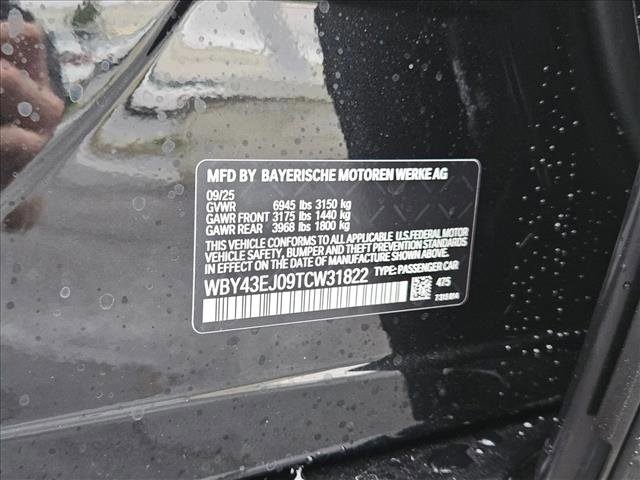 MFD BY BAYERISCHE MOTOREN WERKE AG
09/25
GVWR 6945 lbs 3150 kg
GAWR FRONT 3175 lbs 1440 kg
GAWR REAR 3968 lbs 1800 kg
THIS VEHICLE CONFORMS TO ALL APPLICABLE U.S. FEDERAL MOTOR
VEHICLE SAFETY, BUMPER AND THEFT PREVENTION STANDARDS
IN EFFECT ON THE DATE OF MANUFACTURE SHOWN ABOVE.
WBY43EJ09TCW31822 TYPE: PASSENGER CAR
475